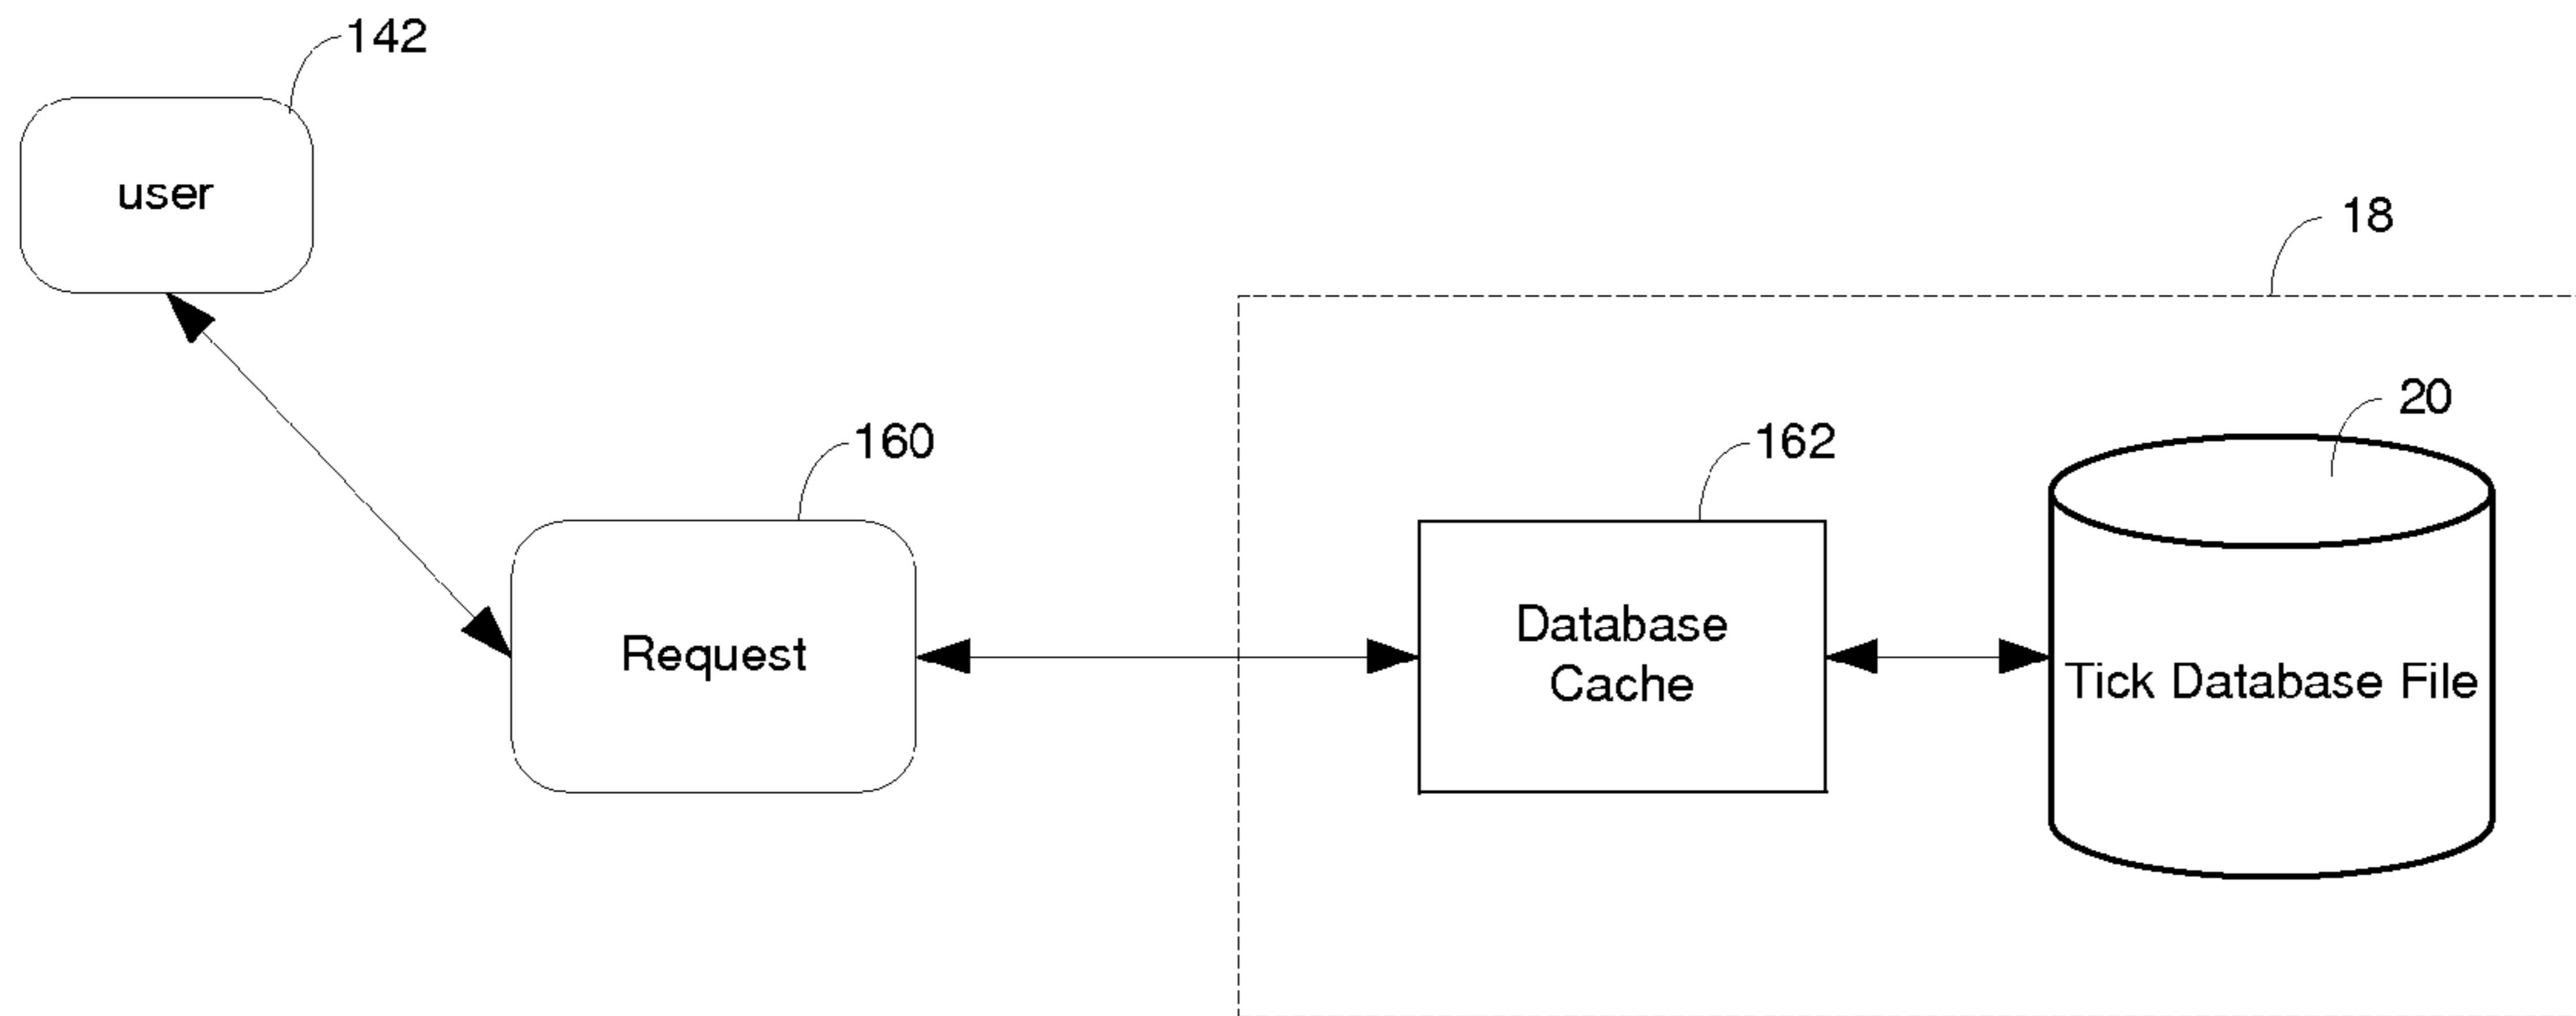 142
user
18
20
160
162
Request
Database
Cache
Tick Database File